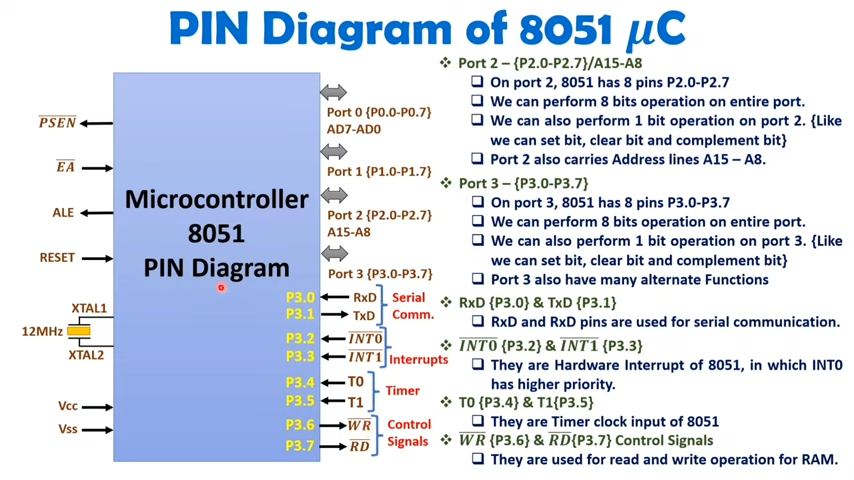 PIN Diagram of 8051 μC
PSEN
EA
ALE
RESET
XTAL1
12MHz
XTAL2
Vcc
Vss
Microcontroller
8051
PIN Diagram
Port 0 {P0.0-P0.7}
AD7-AD0
Port 1 {P1.0-P1.7}
Port 2 {P2.0-P2.7}
A15-A8
Port 3 {P3.0-P3.7}
P3.0 RxD Serial
P3.1 TxD Comm.
P3.2 INT0
P3.3 INT1 Interrupts
P3.4 T0
Timer
P3.5 T1
P3.6 WR Control
P3.7 RD Signals
❖ Port 2 – {P2.0-P2.7}/A15-A8
❑ On port 2, 8051 has 8 pins P2.0-P2.7
❑ We can perform 8 bits operation on entire port.
❑ We can also perform 1 bit operation on port 2. {Like
we can set bit, clear bit and complement bit}
❑ Port 2 also carries Address lines A15 – A8.
❖ Port 3 – {P3.0-P3.7}
❑ On port 3, 8051 has 8 pins P3.0-P3.7
❑ We can perform 8 bits operation on entire port.
❑ We can also perform 1 bit operation on port 3. {Like
we can set bit, clear bit and complement bit}
❑ Port 3 also have many alternate Functions
❖ RxD {P3.0} & TxD {P3.1}
❑ RxD and RxD pins are used for serial communication.
❖ INT0 {P3.2} & INT1 {P3.3}
❑ They are Hardware Interrupt of 8051, in which INT0
has higher priority.
❖ T0 {P3.4} & T1{P3.5}
❑ They are Timer clock input of 8051
❖ WR {P3.6} & RD{P3.7} Control Signals
❑ They are used for read and write operation for RAM.